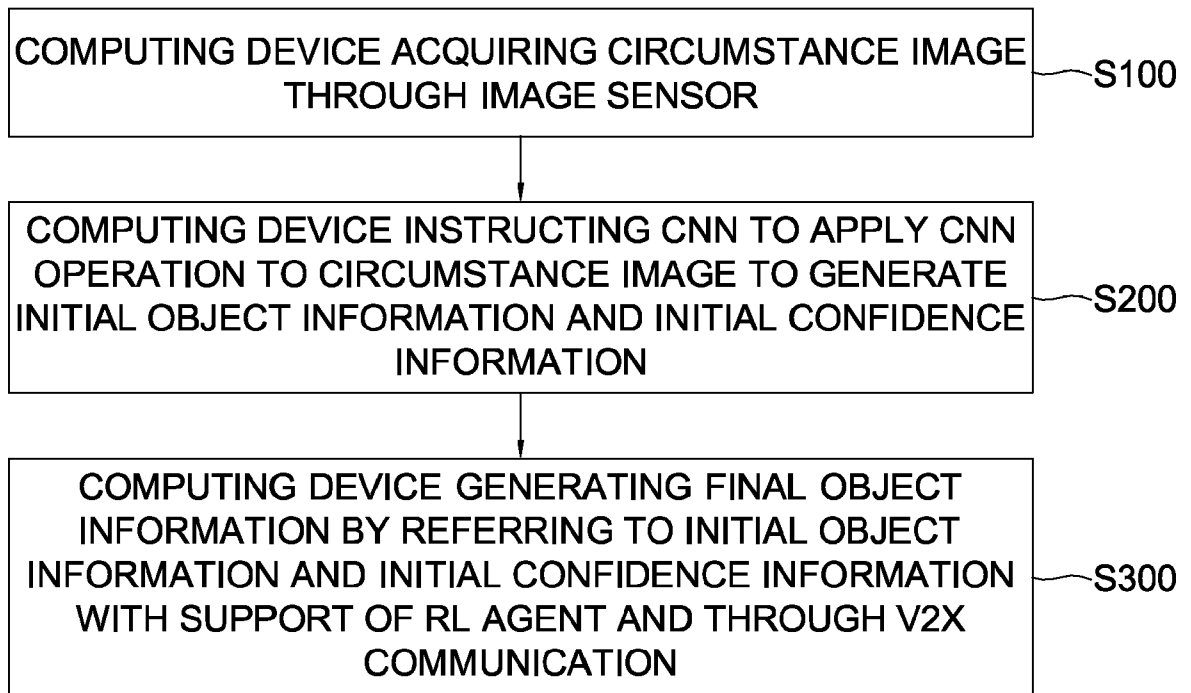 COMPUTING DEVICE ACQUIRING CIRCUMSTANCE IMAGE
THROUGH IMAGE SENSOR
S100
COMPUTING DEVICE INSTRUCTING CNN TO APPLY CNN
OPERATION TO CIRCUMSTANCE IMAGE TO GENERATE
INITIAL OBJECT INFORMATION AND INITIAL CONFIDENCE
INFORMATION
S200
COMPUTING DEVICE GENERATING FINAL OBJECT
INFORMATION BY REFERRING TO INITIAL OBJECT
INFORMATION AND INITIAL CONFIDENCE INFORMATION
WITH SUPPORT OF RL AGENT AND THROUGH V2X
COMMUNICATION
S300